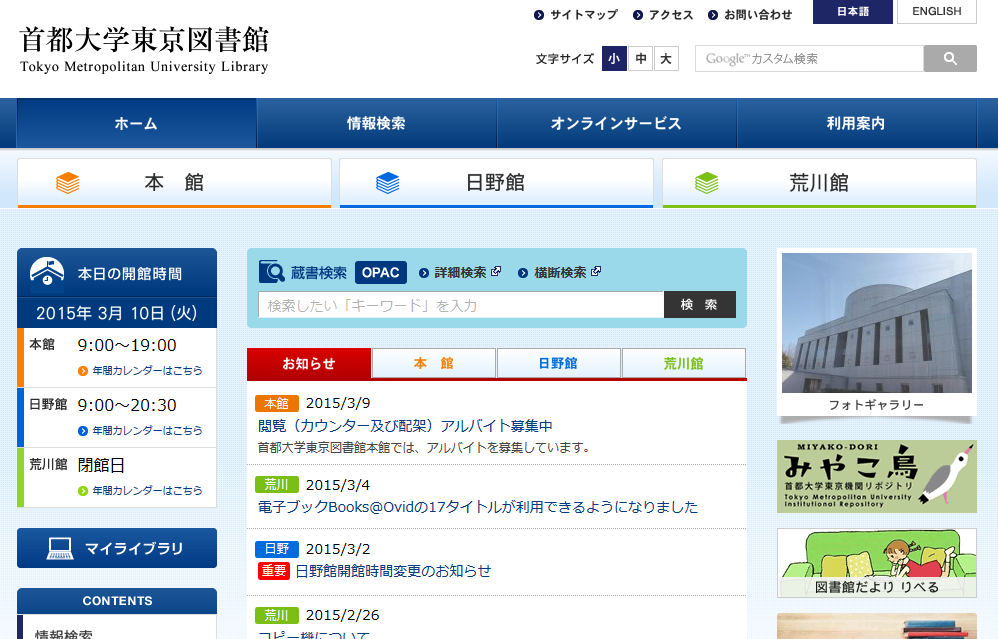 サイトマップ
アクセス
お問い合わせ
日本語
ENGLISH
首都大学東京図書館
Tokyo Metropolitan University Library
文字サイズ 小 中 大
Google™ カスタム検索
ホーム
情報検索
オンラインサービス
利用案内
本 館
日野館
荒川館
本日の開館時間
2015年 3月 10日 (火)
本館 9:00～19:00
年間カレンダーはこちら
日野館 9:00～20:30
年間カレンダーはこちら
荒川館 閉館日
年間カレンダーはこちら
マイライブラリ
CONTENTS
情報検索
蔵書検索 OPAC 詳細検索 横断検索
検索したい「キーワード」を入力
検 索
お知らせ
本 館
日野館
荒川館
本館 2015/3/9
閲覧（カウンター及び配架）アルバイト募集中
首都大学東京図書館本館では、アルバイトを募集しています。
荒川 2015/3/4
電子ブックBooks@Ovidの17タイトルが利用できるようになりました
日野 2015/3/2
重要 日野館開館時間変更のお知らせ
荒川 2015/2/26
コピー機について
フォトギャラリー
MIYAKO-DORI
みやこ鳥
首都大学東京機関リポジトリ
Tokyo Metropolitan University
Institutional Repository
図書館だより りべる